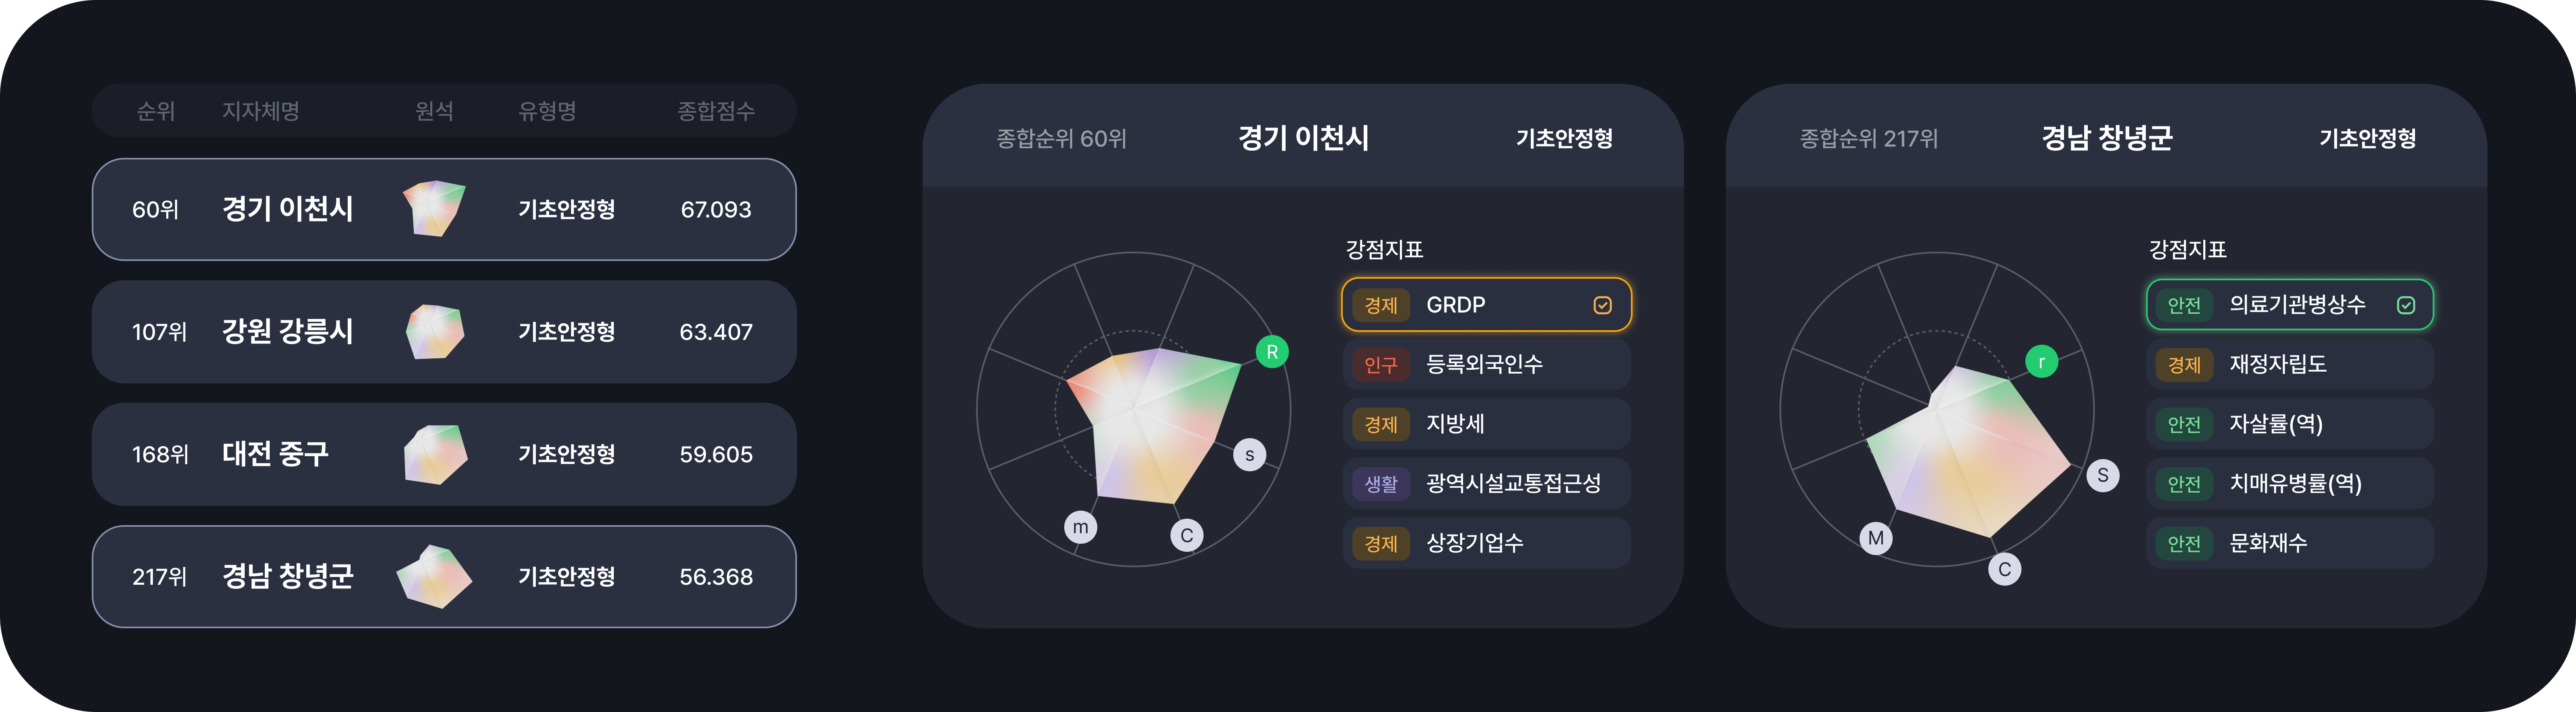 순위 지자체명 원석 유형명 종합점수
60위 경기 이천시 기초안정형 67.093
107위 강원 강릉시 기초안정형 63.407
168위 대전 중구 기초안정형 59.605
217위 경남 창녕군 기초안정형 56.368
종합순위 60위 경기 이천시 기초안정형
강점지표
경제 GRDP
인구 등록외국인수
경제 지방세
생활 광역시설교통접근성
경제 상장기업수
R
s
m
C
종합순위 217위 경남 창녕군 기초안정형
강점지표
안전 의료기관병상수
경제 재정자립도
안전 자살률(역)
안전 치매유병률(역)
안전 문화재수
r
S
M
C